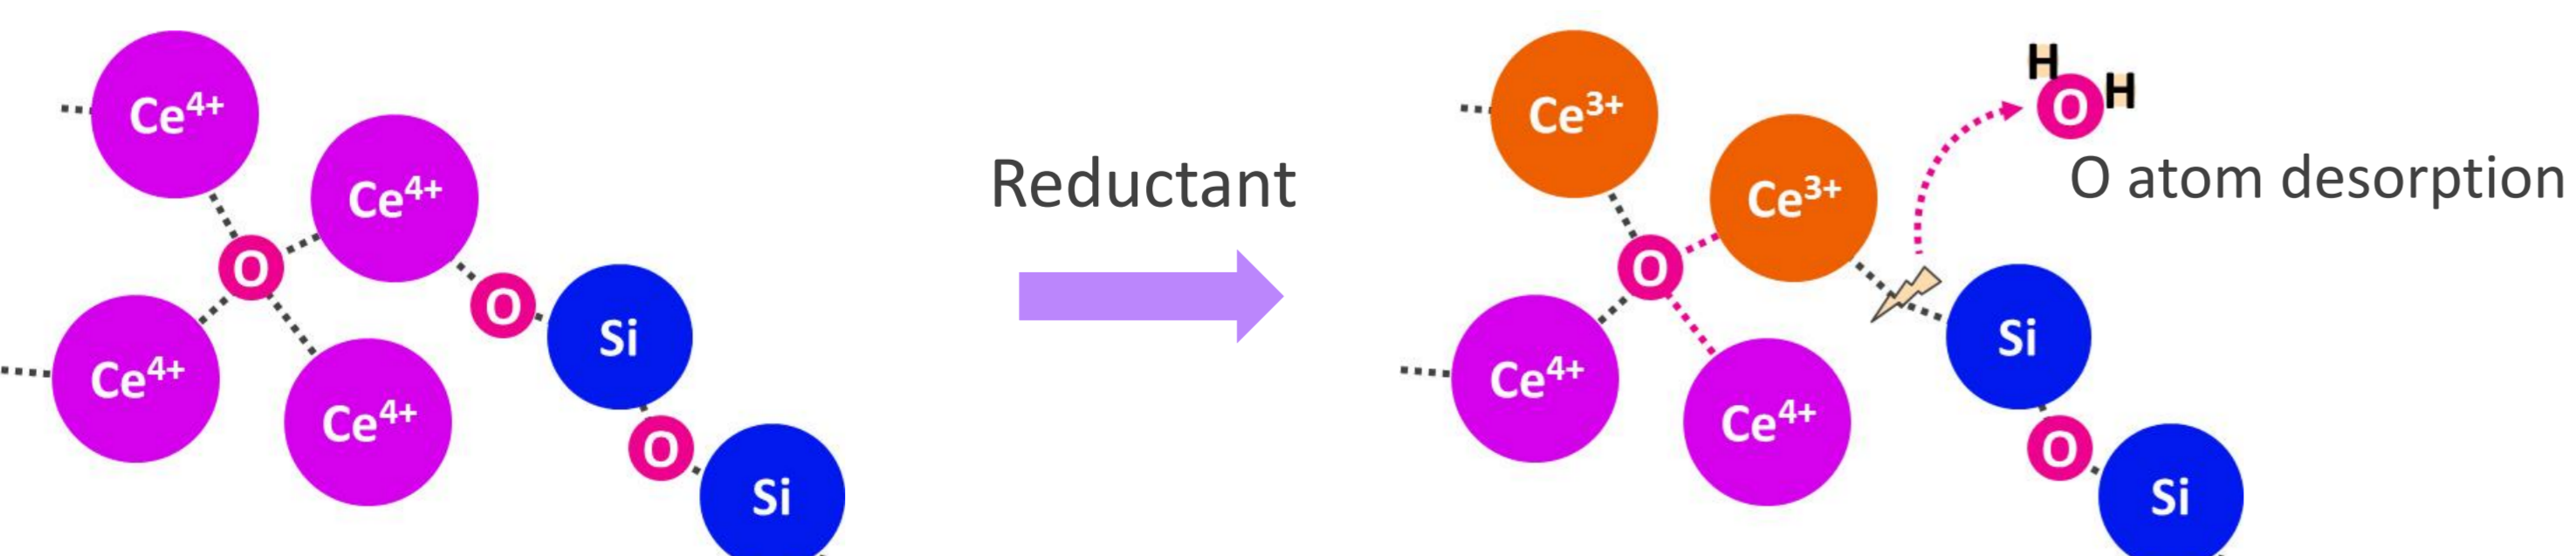 Ce⁴⁺
Ce⁴⁺
O
O
Ce⁴⁺
Ce⁴⁺
Si
O
Si
Reductant
Ce³⁺
Ce³⁺
O
Ce⁴⁺
Ce⁴⁺
Si
O
Si
H
O H
O atom desorption